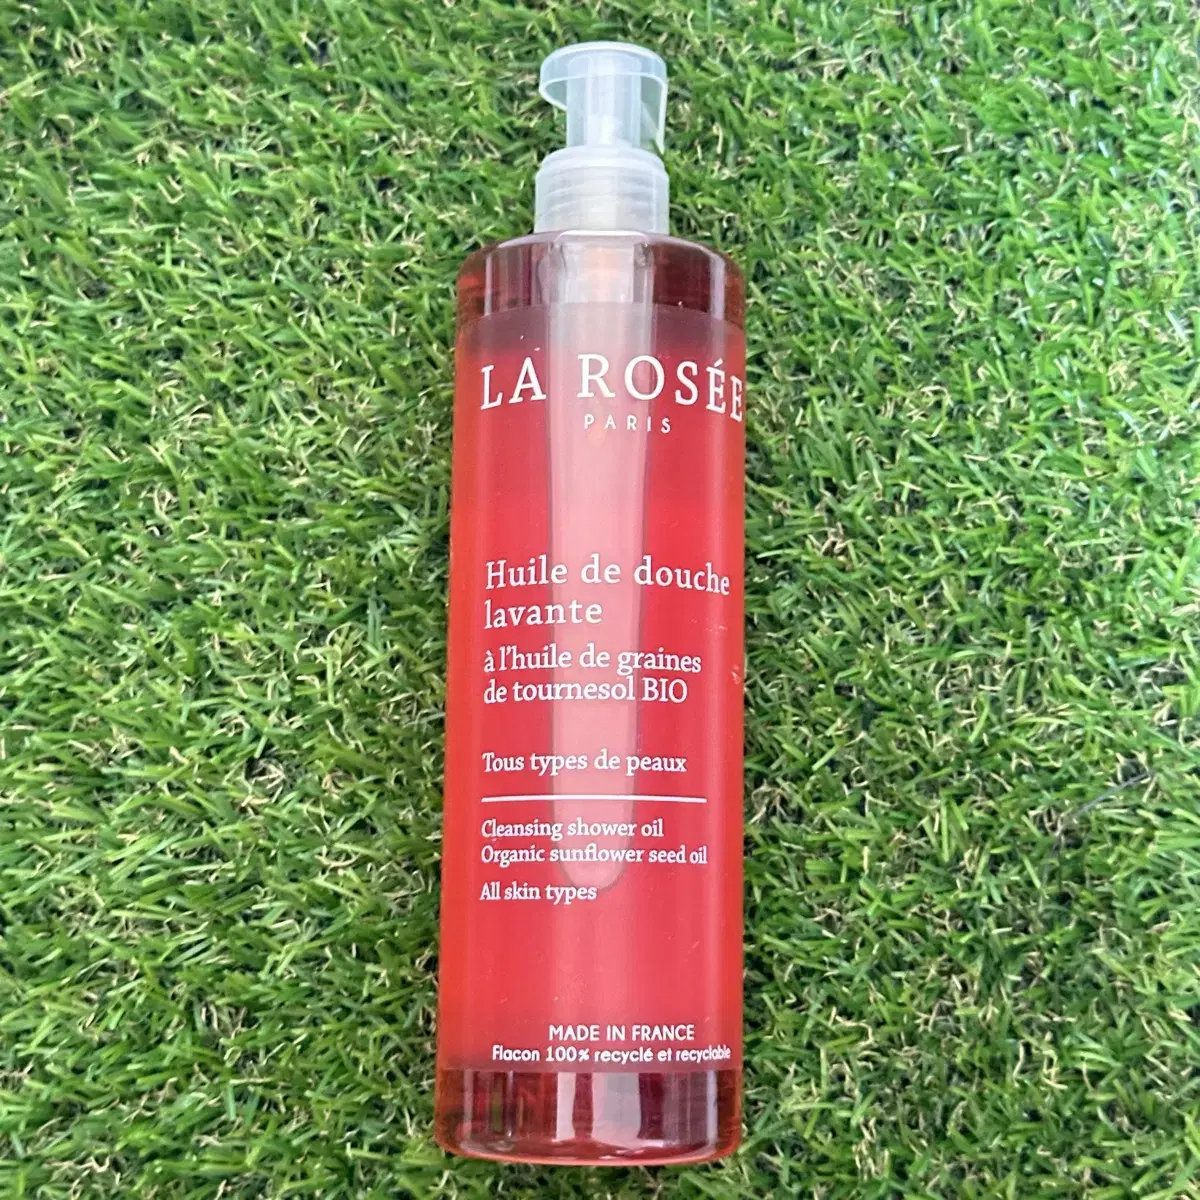 LA ROSÉE
PARIS
Huile de douche
lavante
à l'huile de graines
de tournesol BIO
Tous types de peaux
Cleansing shower oil
Organic sunflower seed oil
All skin types
MADE IN FRANCE
Flacon 100% recyclé et recyclable